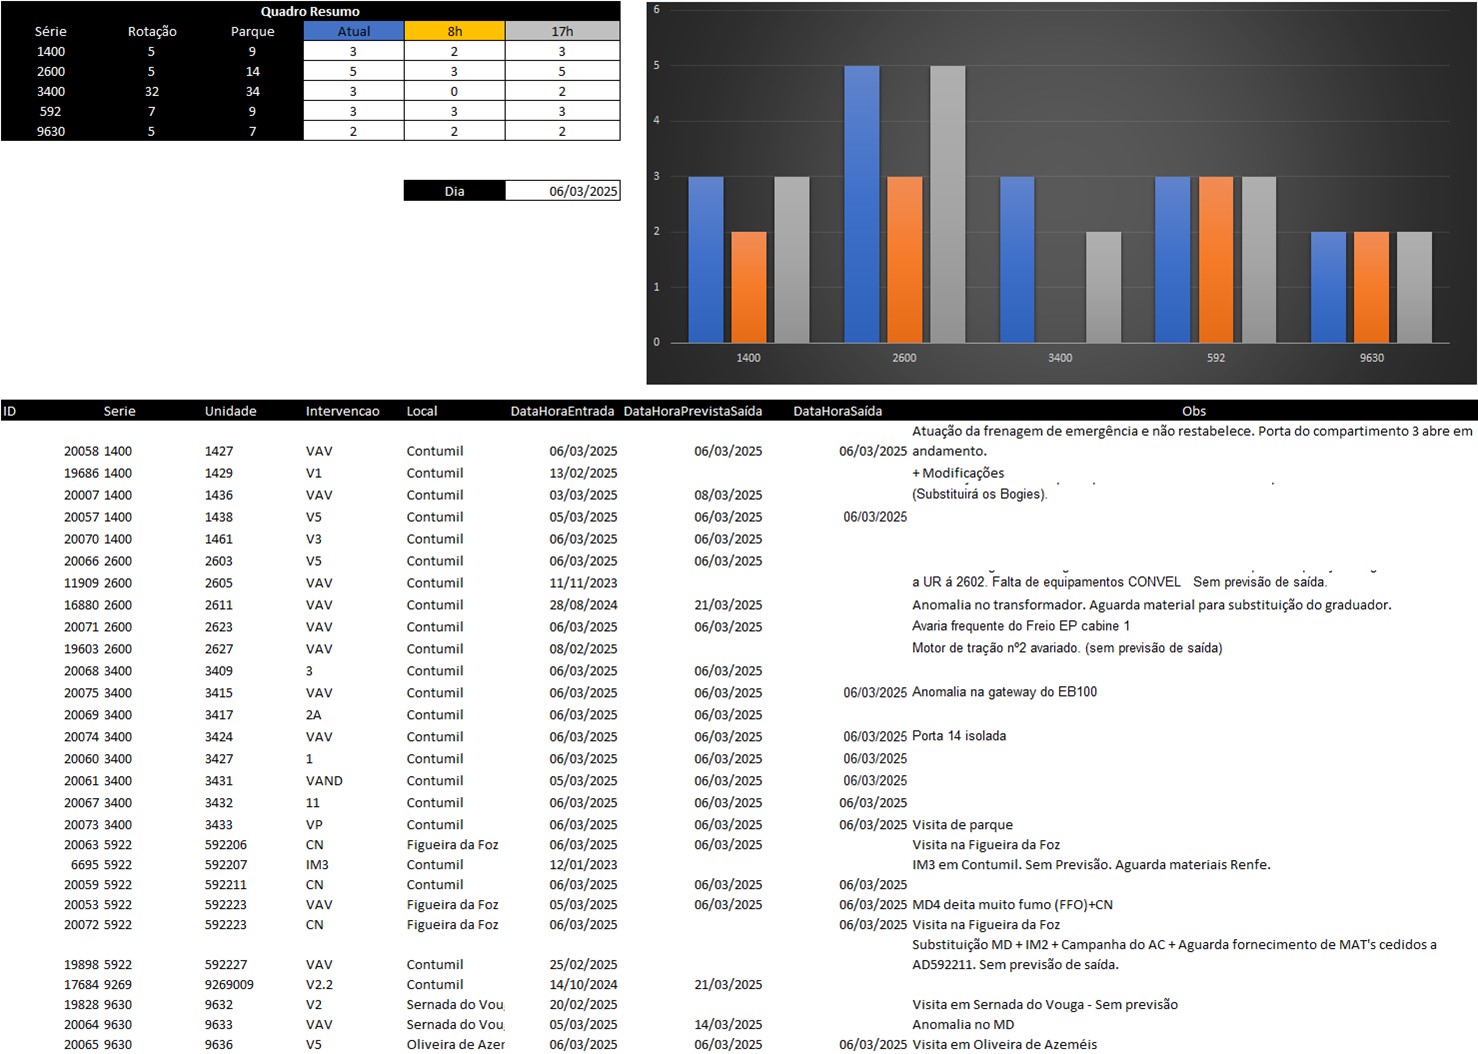 Quadro Resumo
Série Rotação Parque Atual 8h 17h
1400 5 9 3 2 3
2600 5 14 5 3 5
3400 32 34 3 0 2
592 7 9 3 3 3
9630 5 7 2 2 2
Dia 06/03/2025
6
5
4
3
2
1
0
1400 2600 3400 592 9630
ID Serie Unidade Intervencao Local DataHoraEntrada DataHoraPrevistaSaída DataHoraSaída Obs
Atuação da frenagem de emergência e não restabelece. Porta do compartimento 3 abre em
20058 1400 1427 VAV Contumil 06/03/2025 06/03/2025 06/03/2025 andamento.
19686 1400 1429 V1 Contumil 13/02/2025 + Modificações
20007 1400 1436 VAV Contumil 03/03/2025 08/03/2025 (Substituirá os Bogies).
20057 1400 1438 V5 Contumil 05/03/2025 06/03/2025 06/03/2025
20070 1400 1461 V3 Contumil 06/03/2025 06/03/2025
20066 2600 2603 V5 Contumil 06/03/2025 06/03/2025
11909 2600 2605 VAV Contumil 11/11/2023 a UR á 2602. Falta de equipamentos CONVEL Sem previsão de saída.
16880 2600 2611 VAV Contumil 28/08/2024 21/03/2025 Anomalia no transformador. Aguarda material para substituição do graduador.
20071 2600 2623 VAV Contumil 06/03/2025 06/03/2025 Avaria frequente do Freio EP cabine 1
19603 2600 2627 VAV Contumil 08/02/2025 Motor de tração nº2 avariado. (sem previsão de saída)
20068 3400 3409 3 Contumil 06/03/2025 06/03/2025
20075 3400 3415 VAV Contumil 06/03/2025 06/03/2025 06/03/2025 Anomalia na gateway do EB100
20069 3400 3417 2A Contumil 06/03/2025 06/03/2025
20074 3400 3424 VAV Contumil 06/03/2025 06/03/2025 06/03/2025 Porta 14 isolada
20060 3400 3427 1 Contumil 06/03/2025 06/03/2025 06/03/2025
20061 3400 3431 VAND Contumil 05/03/2025 06/03/2025 06/03/2025
20067 3400 3432 11 Contumil 06/03/2025 06/03/2025 06/03/2025
20073 3400 3433 VP Contumil 06/03/2025 06/03/2025 06/03/2025 Visita de parque
20063 5922 592206 CN Figueira da Foz 06/03/2025 06/03/2025 Visita na Figueira da Foz
6695 5922 592207 IM3 Contumil 12/01/2023 IM3 em Contumil. Sem Previsão. Aguarda materiais Renfe.
20059 5922 592211 CN Contumil 06/03/2025 06/03/2025 06/03/2025
20053 5922 592223 VAV Figueira da Foz 05/03/2025 06/03/2025 06/03/2025 MD4 deita muito fumo (FFO)+CN
20072 5922 592223 CN Figueira da Foz 06/03/2025 06/03/2025 Visita na Figueira da Foz
Substituição MD + IM2 + Campanha do AC + Aguarda fornecimento de MAT's cedidos a
19898 5922 592227 VAV Contumil 25/02/2025 AD592211. Sem previsão de saída.
17684 9269 9269009 V2.2 Contumil 14/10/2024 21/03/2025
19828 9630 9632 V2 Sernada do Vou 20/02/2025 Visita em Sernada do Vouga - Sem previsão
20064 9630 9633 VAV Sernada do Vou 05/03/2025 14/03/2025 Anomalia no MD
20065 9630 9636 V5 Oliveira de Azer 06/03/2025 06/03/2025 06/03/2025 Visita em Oliveira de Azeméis